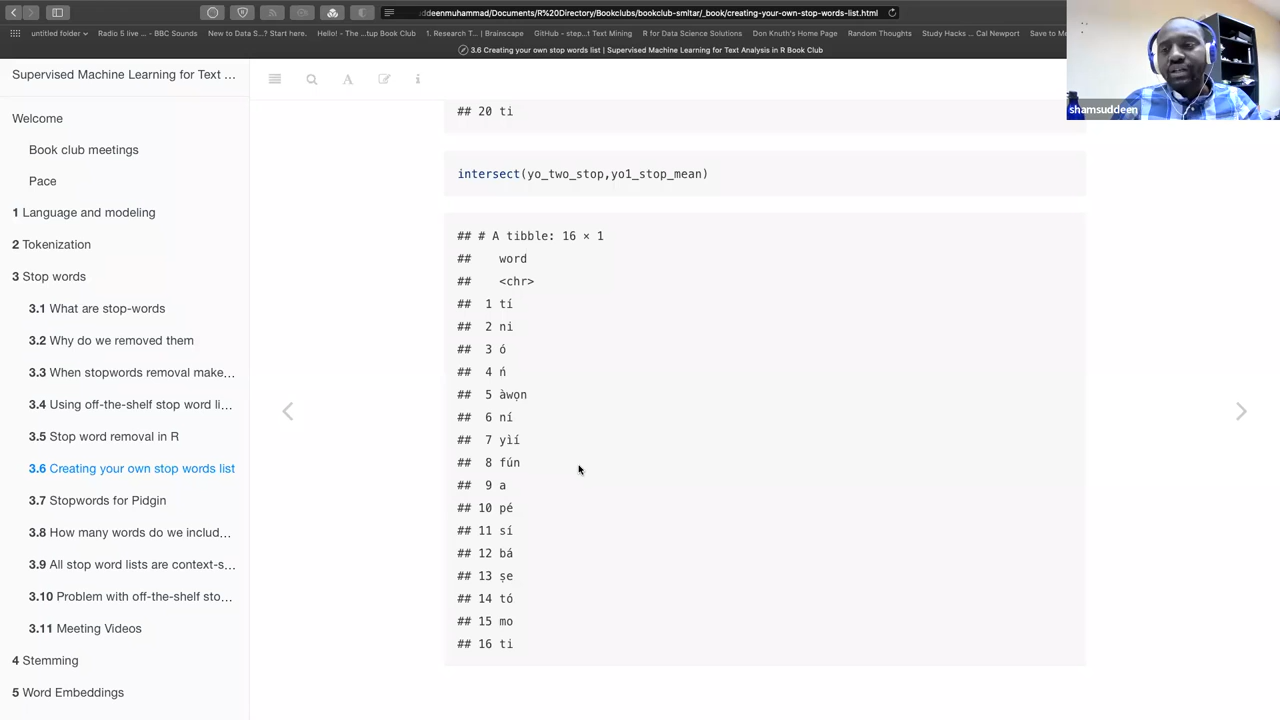 uddeenmuhammad/Documents/R%20Directory/Bookclubs/bookclub-smltar/_book/creating-your-own-stop-words-list.html
untitled folder
Radio 5 live ... - BBC Sounds
New to Data S...? Start here.
Hello! - The ...tup Book Club
1. Research T... | Brainscape
GitHub - step... Text Mining
R for Data Science Solutions
Don Knuth's Home Page
Random Thoughts
Study Hacks ... Cal Newport
Save to Me
3.6 Creating your own stop words list | Supervised Machine Learning for Text Analysis in R Book Club
shamsuddeen
Supervised Machine Learning for Text ...
Welcome
Book club meetings
Pace
1 Language and modeling
2 Tokenization
3 Stop words
3.1 What are stop-words
3.2 Why do we removed them
3.3 When stopwords removal make...
3.4 Using off-the-shelf stop word li...
3.5 Stop word removal in R
3.6 Creating your own stop words list
3.7 Stopwords for Pidgin
3.8 How many words do we includ...
3.9 All stop word lists are context-s...
3.10 Problem with off-the-shelf sto...
3.11 Meeting Videos
4 Stemming
5 Word Embeddings
## 20 ti
intersect(yo_two_stop,yo1_stop_mean)
## # A tibble: 16 × 1
## word
## <chr>
## 1 tí
## 2 ni
## 3 ó
## 4 ń
## 5 àwọn
## 6 ní
## 7 yìí
## 8 fún
## 9 a
## 10 pé
## 11 sí
## 12 bá
## 13 ṣe
## 14 tó
## 15 mo
## 16 ti